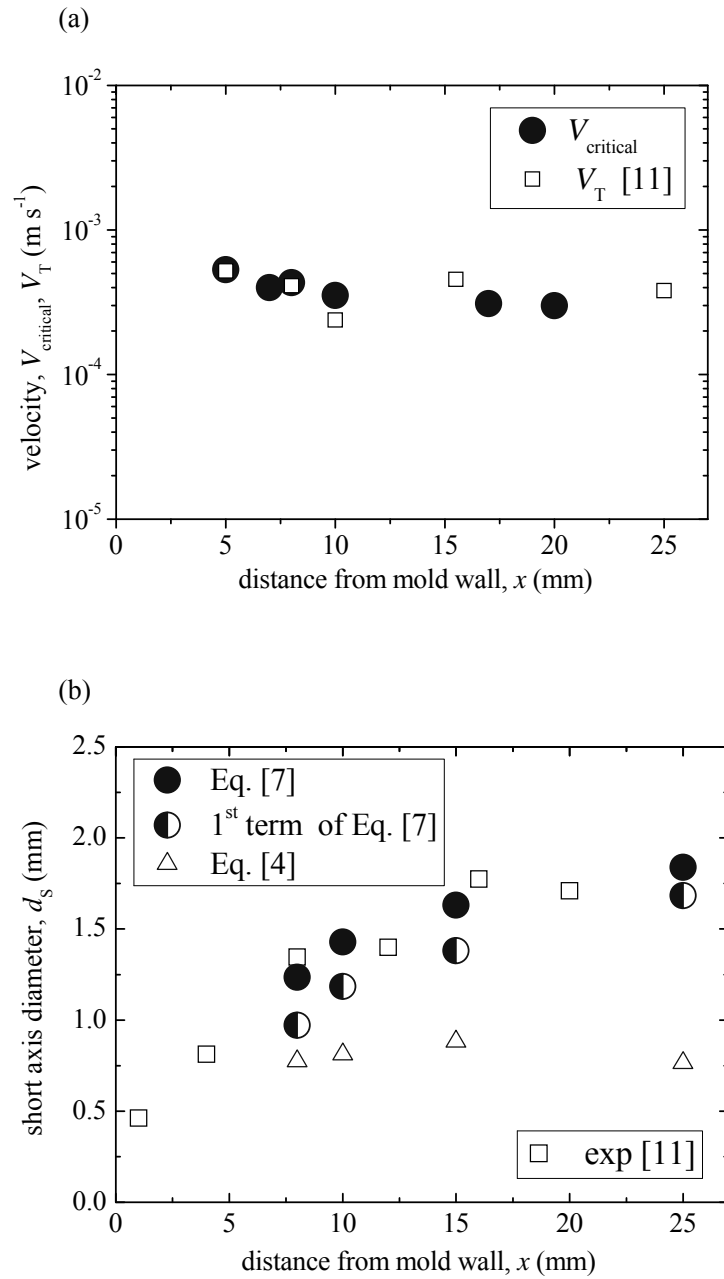 (a)
10⁻²
10⁻³
10⁻⁴
10⁻⁵
velocity, V_critical, V_T (m s⁻¹)
V_critical
V_T [11]
0 5 10 15 20 25
distance from mold wall, x (mm)
(b)
2.5
2.0
1.5
1.0
0.5
0.0
short axis diameter, d_s (mm)
Eq. [7]
1ˢᵗ term of Eq. [7]
Eq. [4]
exp [11]
0 5 10 15 20 25
distance from mold wall, x (mm)